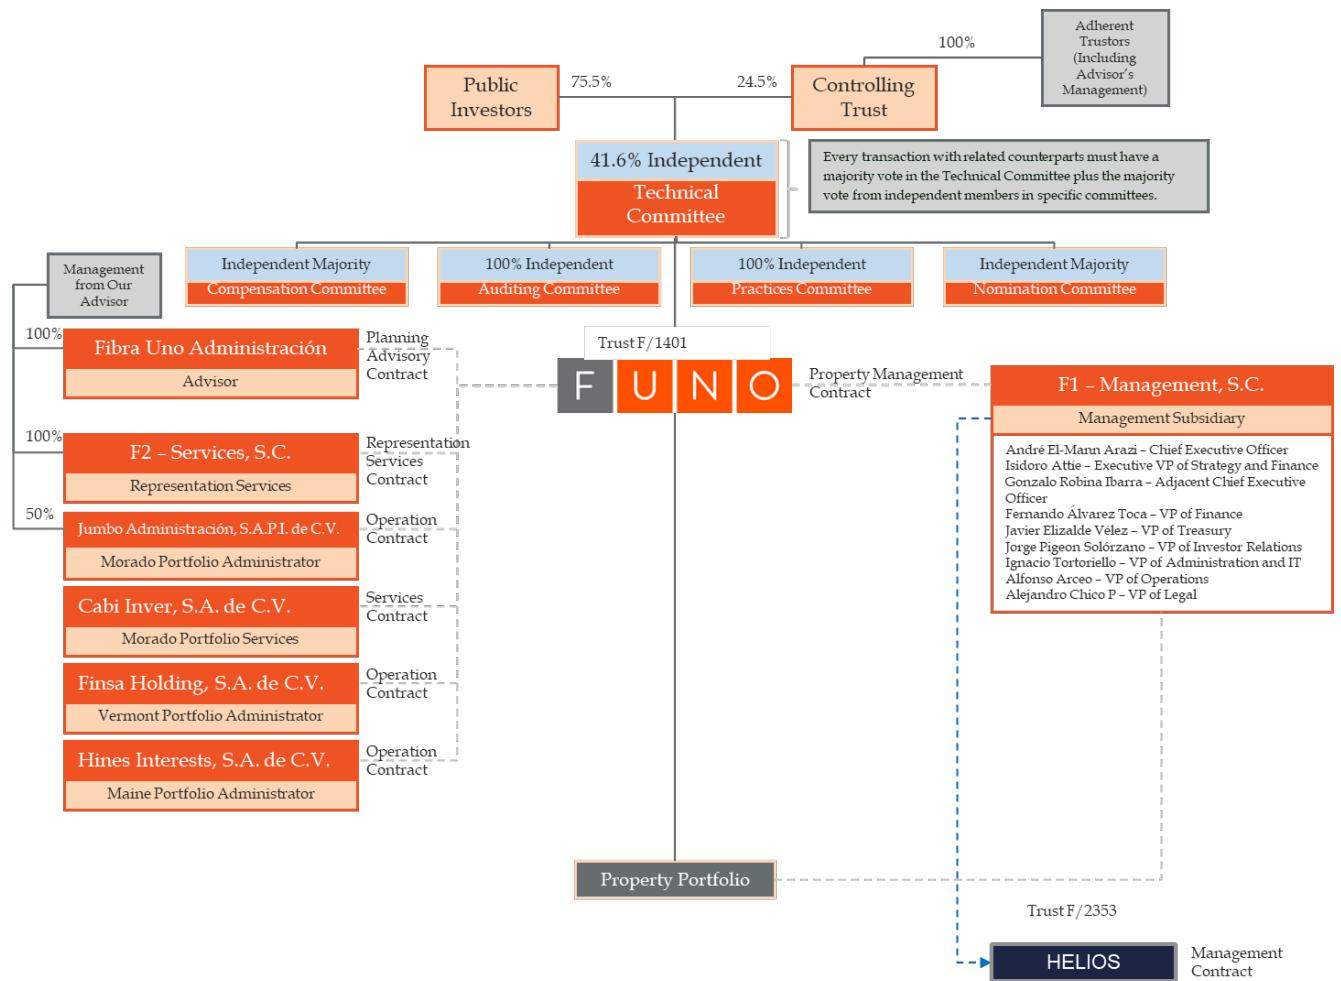 Adherent
Trustors
(Including
Advisor's
Management)
100%
Public
Investors
75.5%
24.5%
Controlling
Trust
41.6% Independent
Technical
Committee
Every transaction with related counterparts must have a
majority vote in the Technical Committee plus the majority
vote from independent members in specific committees.
Independent Majority
Compensation Committee
100% Independent
Auditing Committee
100% Independent
Practices Committee
Independent Majority
Nomination Committee
Management
from Our
Advisor
100%
Fibra Uno Administración
Advisor
Planning
Advisory
Contract
Trust F/1401
FUNO
Property Management
Contract
F1 – Management, S.C.
Management Subsidiary
André El-Mann Arazi – Chief Executive Officer
Isidoro Attie – Executive VP of Strategy and Finance
Gonzalo Robina Ibarra – Adjacent Chief Executive
Officer
Fernando Álvarez Toca – VP of Finance
Javier Elizalde Vélez – VP of Treasury
Jorge Pigeon Solórzano – VP of Investor Relations
Ignacio Tortoriello – VP of Administration and IT
Alfonso Arceo – VP of Operations
Alejandro Chico P – VP of Legal
100%
F2 – Services, S.C.
Representation Services
Representation
Services
Contract
50%
Jumbo Administración, S.A.P.I. de C.V.
Morado Portfolio Administrator
Operation
Contract
Cabi Inver, S.A. de C.V.
Morado Portfolio Services
Services
Contract
Finsa Holding, S.A. de C.V.
Vermont Portfolio Administrator
Operation
Contract
Hines Interests, S.A. de C.V.
Maine Portfolio Administrator
Operation
Contract
Property Portfolio
Trust F/2353
HELIOS
Management
Contract